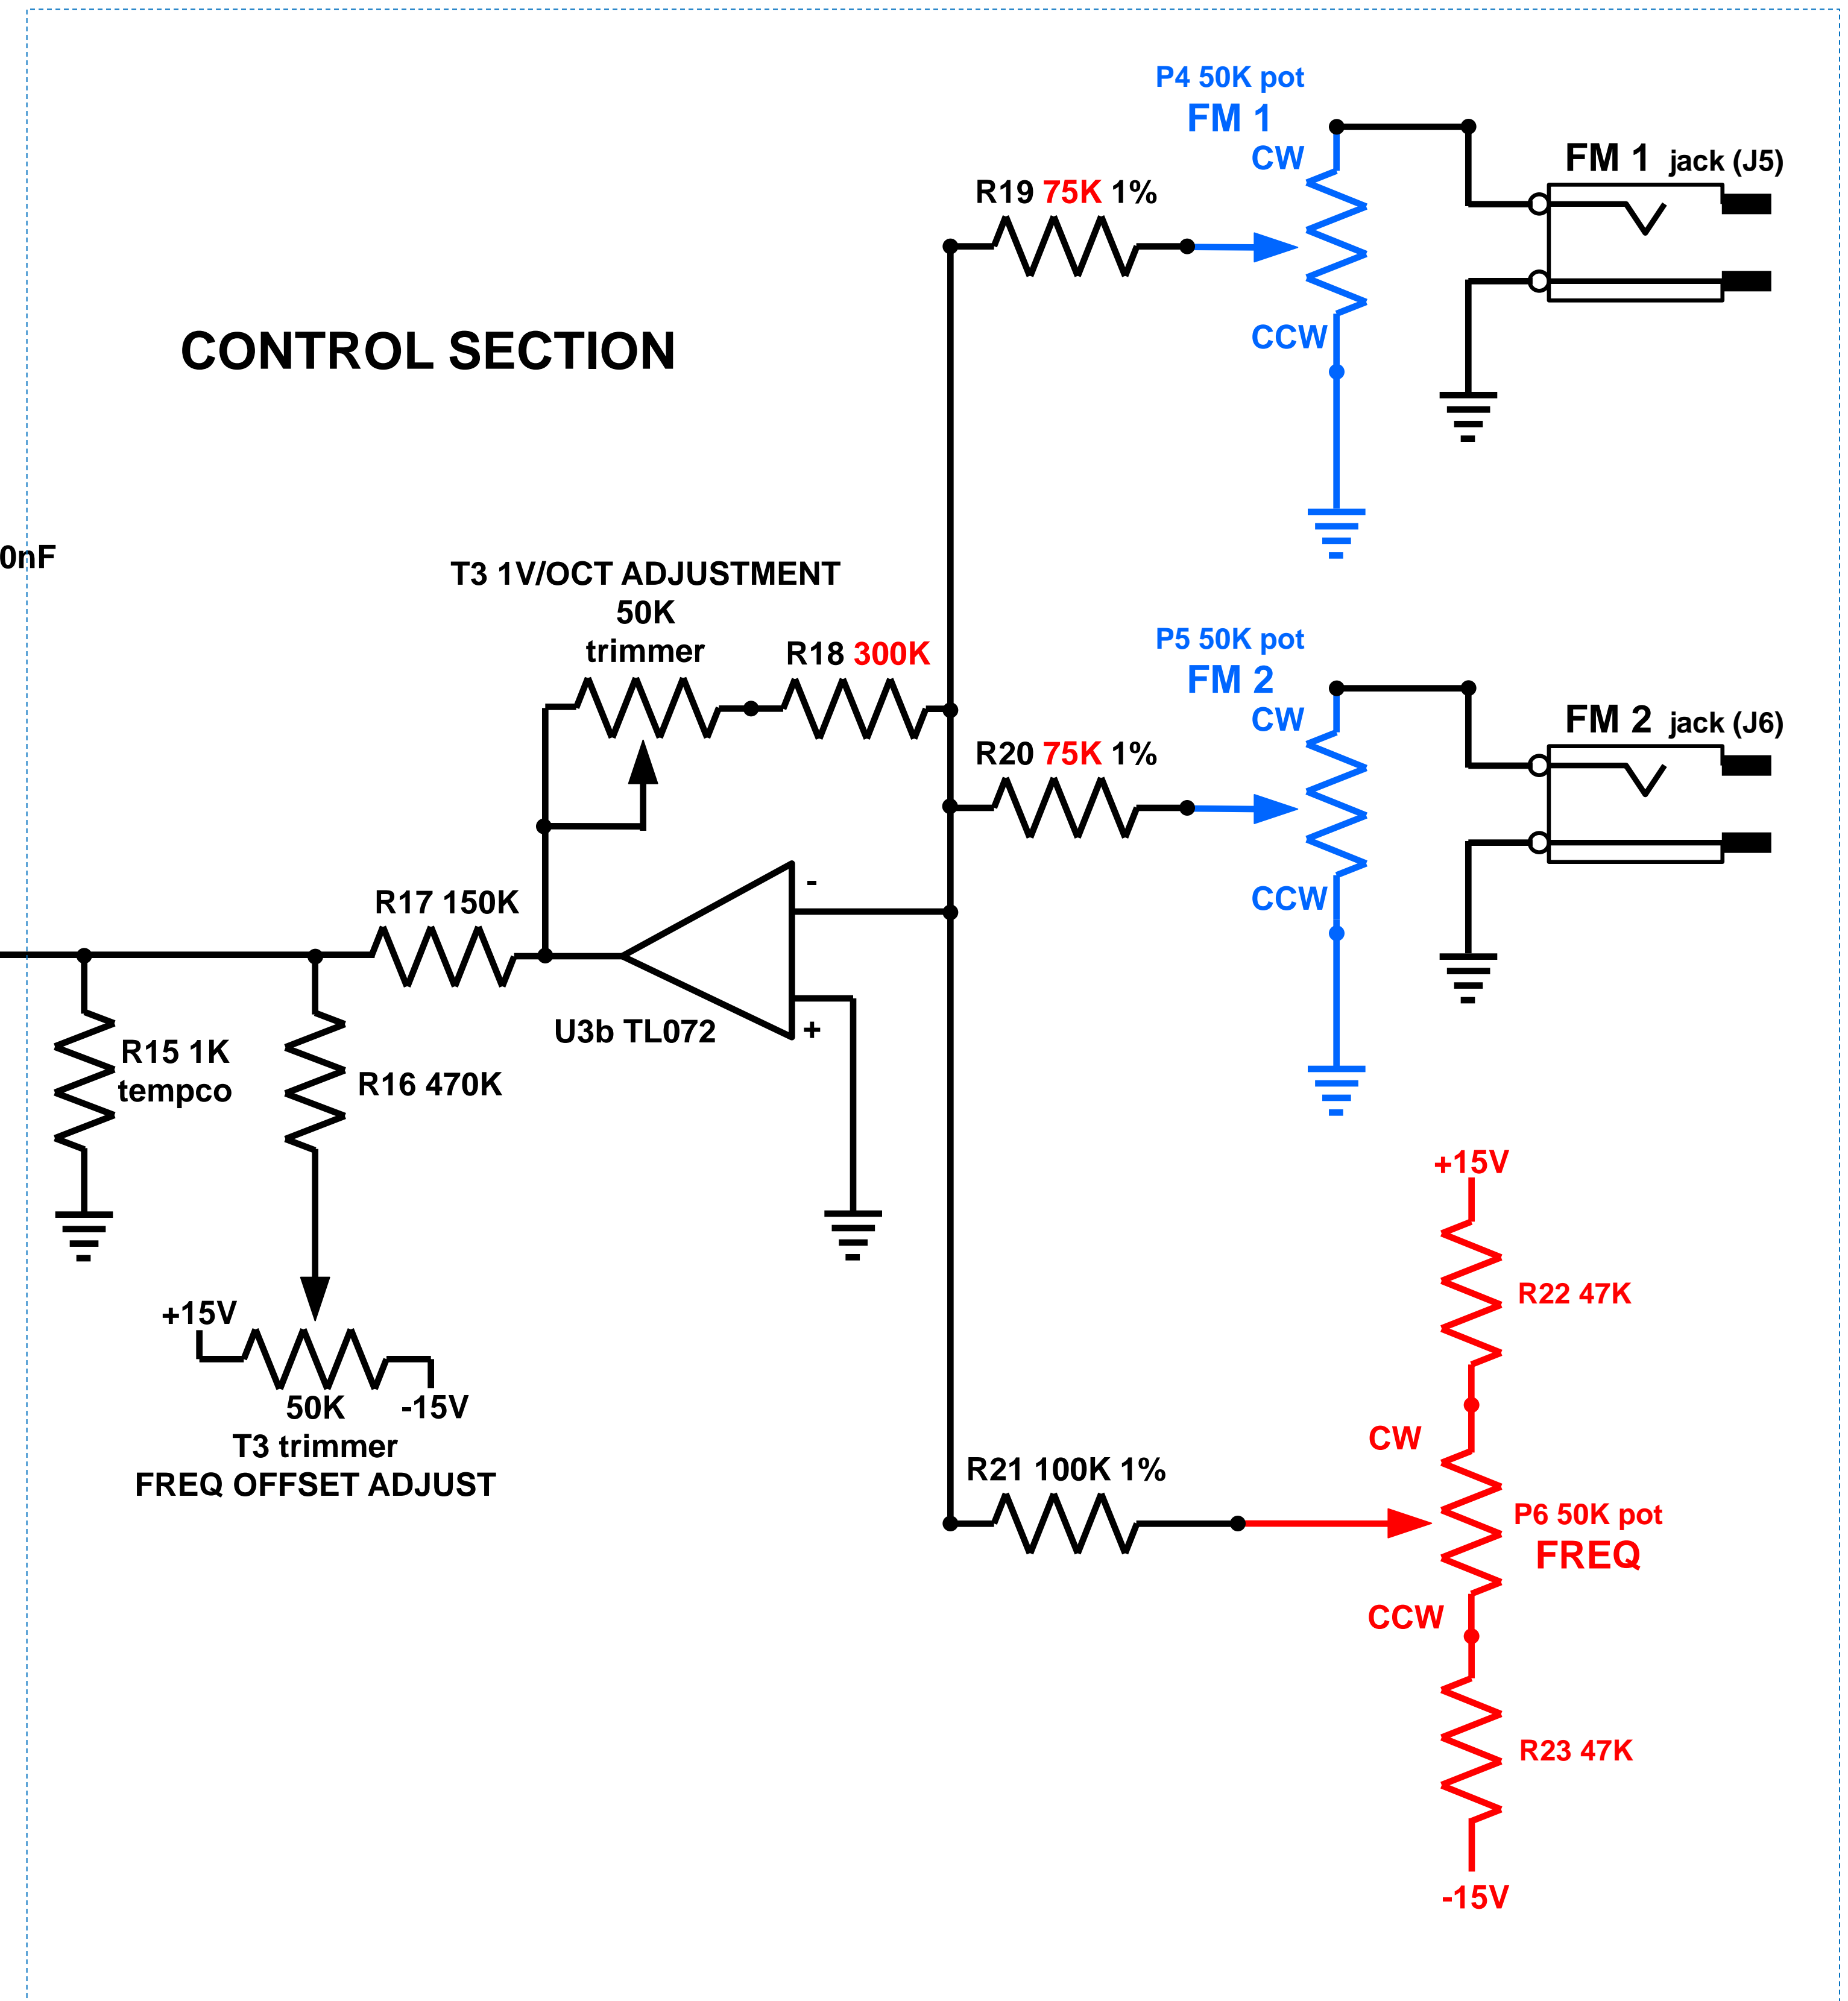 P4 50K pot
FM 1
CW
FM 1 jack (J5)
R19 75K 1%
CCW
CONTROL SECTION
0nF
T3 1V/OCT ADJUSTMENT
50K
trimmer
R18 300K
P5 50K pot
FM 2
CW
FM 2 jack (J6)
R20 75K 1%
CCW
-
R17 150K
U3b TL072
+
R15 1K
tempco
R16 470K
+15V
50K
-15V
T3 trimmer
FREQ OFFSET ADJUST
+15V
R22 47K
CW
R21 100K 1%
P6 50K pot
FREQ
CCW
R23 47K
-15V